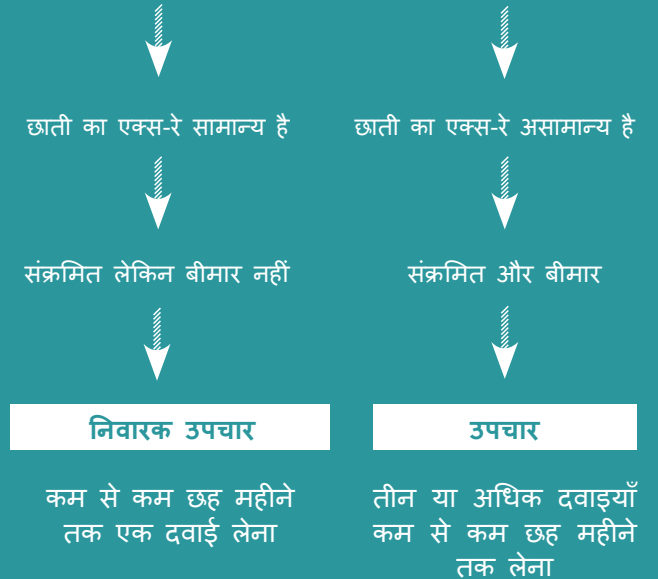 छाती का एक्स-रे सामान्य है
छाती का एक्स-रे असामान्य है
संक्रमित लेकिन बीमार नहीं
संक्रमित और बीमार
निवारक उपचार
उपचार
कम से कम छह महीने
तक एक दवाई लेना
तीन या अधिक दवाइयाँ
कम से कम छह महीने
तक लेना